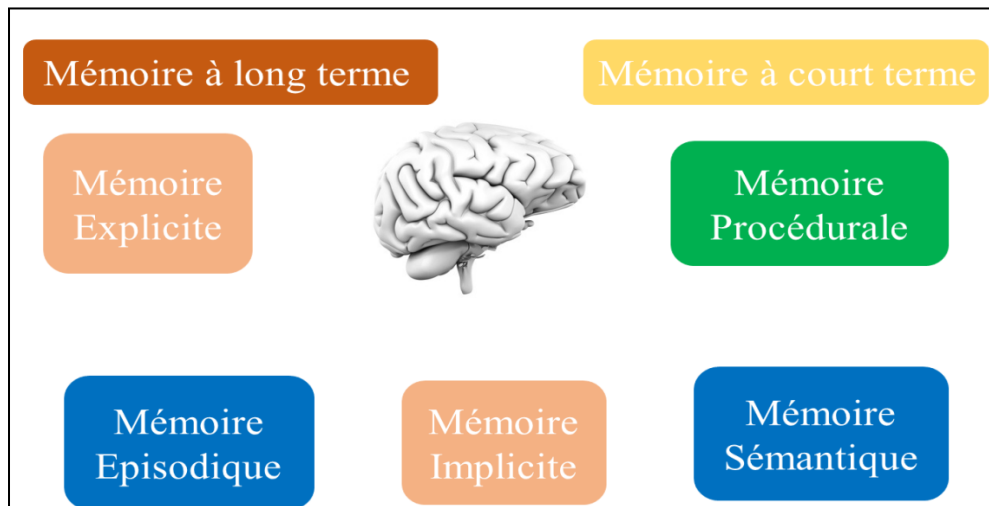 Mémoire à long terme
Mémoire à court terme
Mémoire
Explicite
Mémoire
Procédurale
Mémoire
Episodique
Mémoire
Implicite
Mémoire
Sémantique